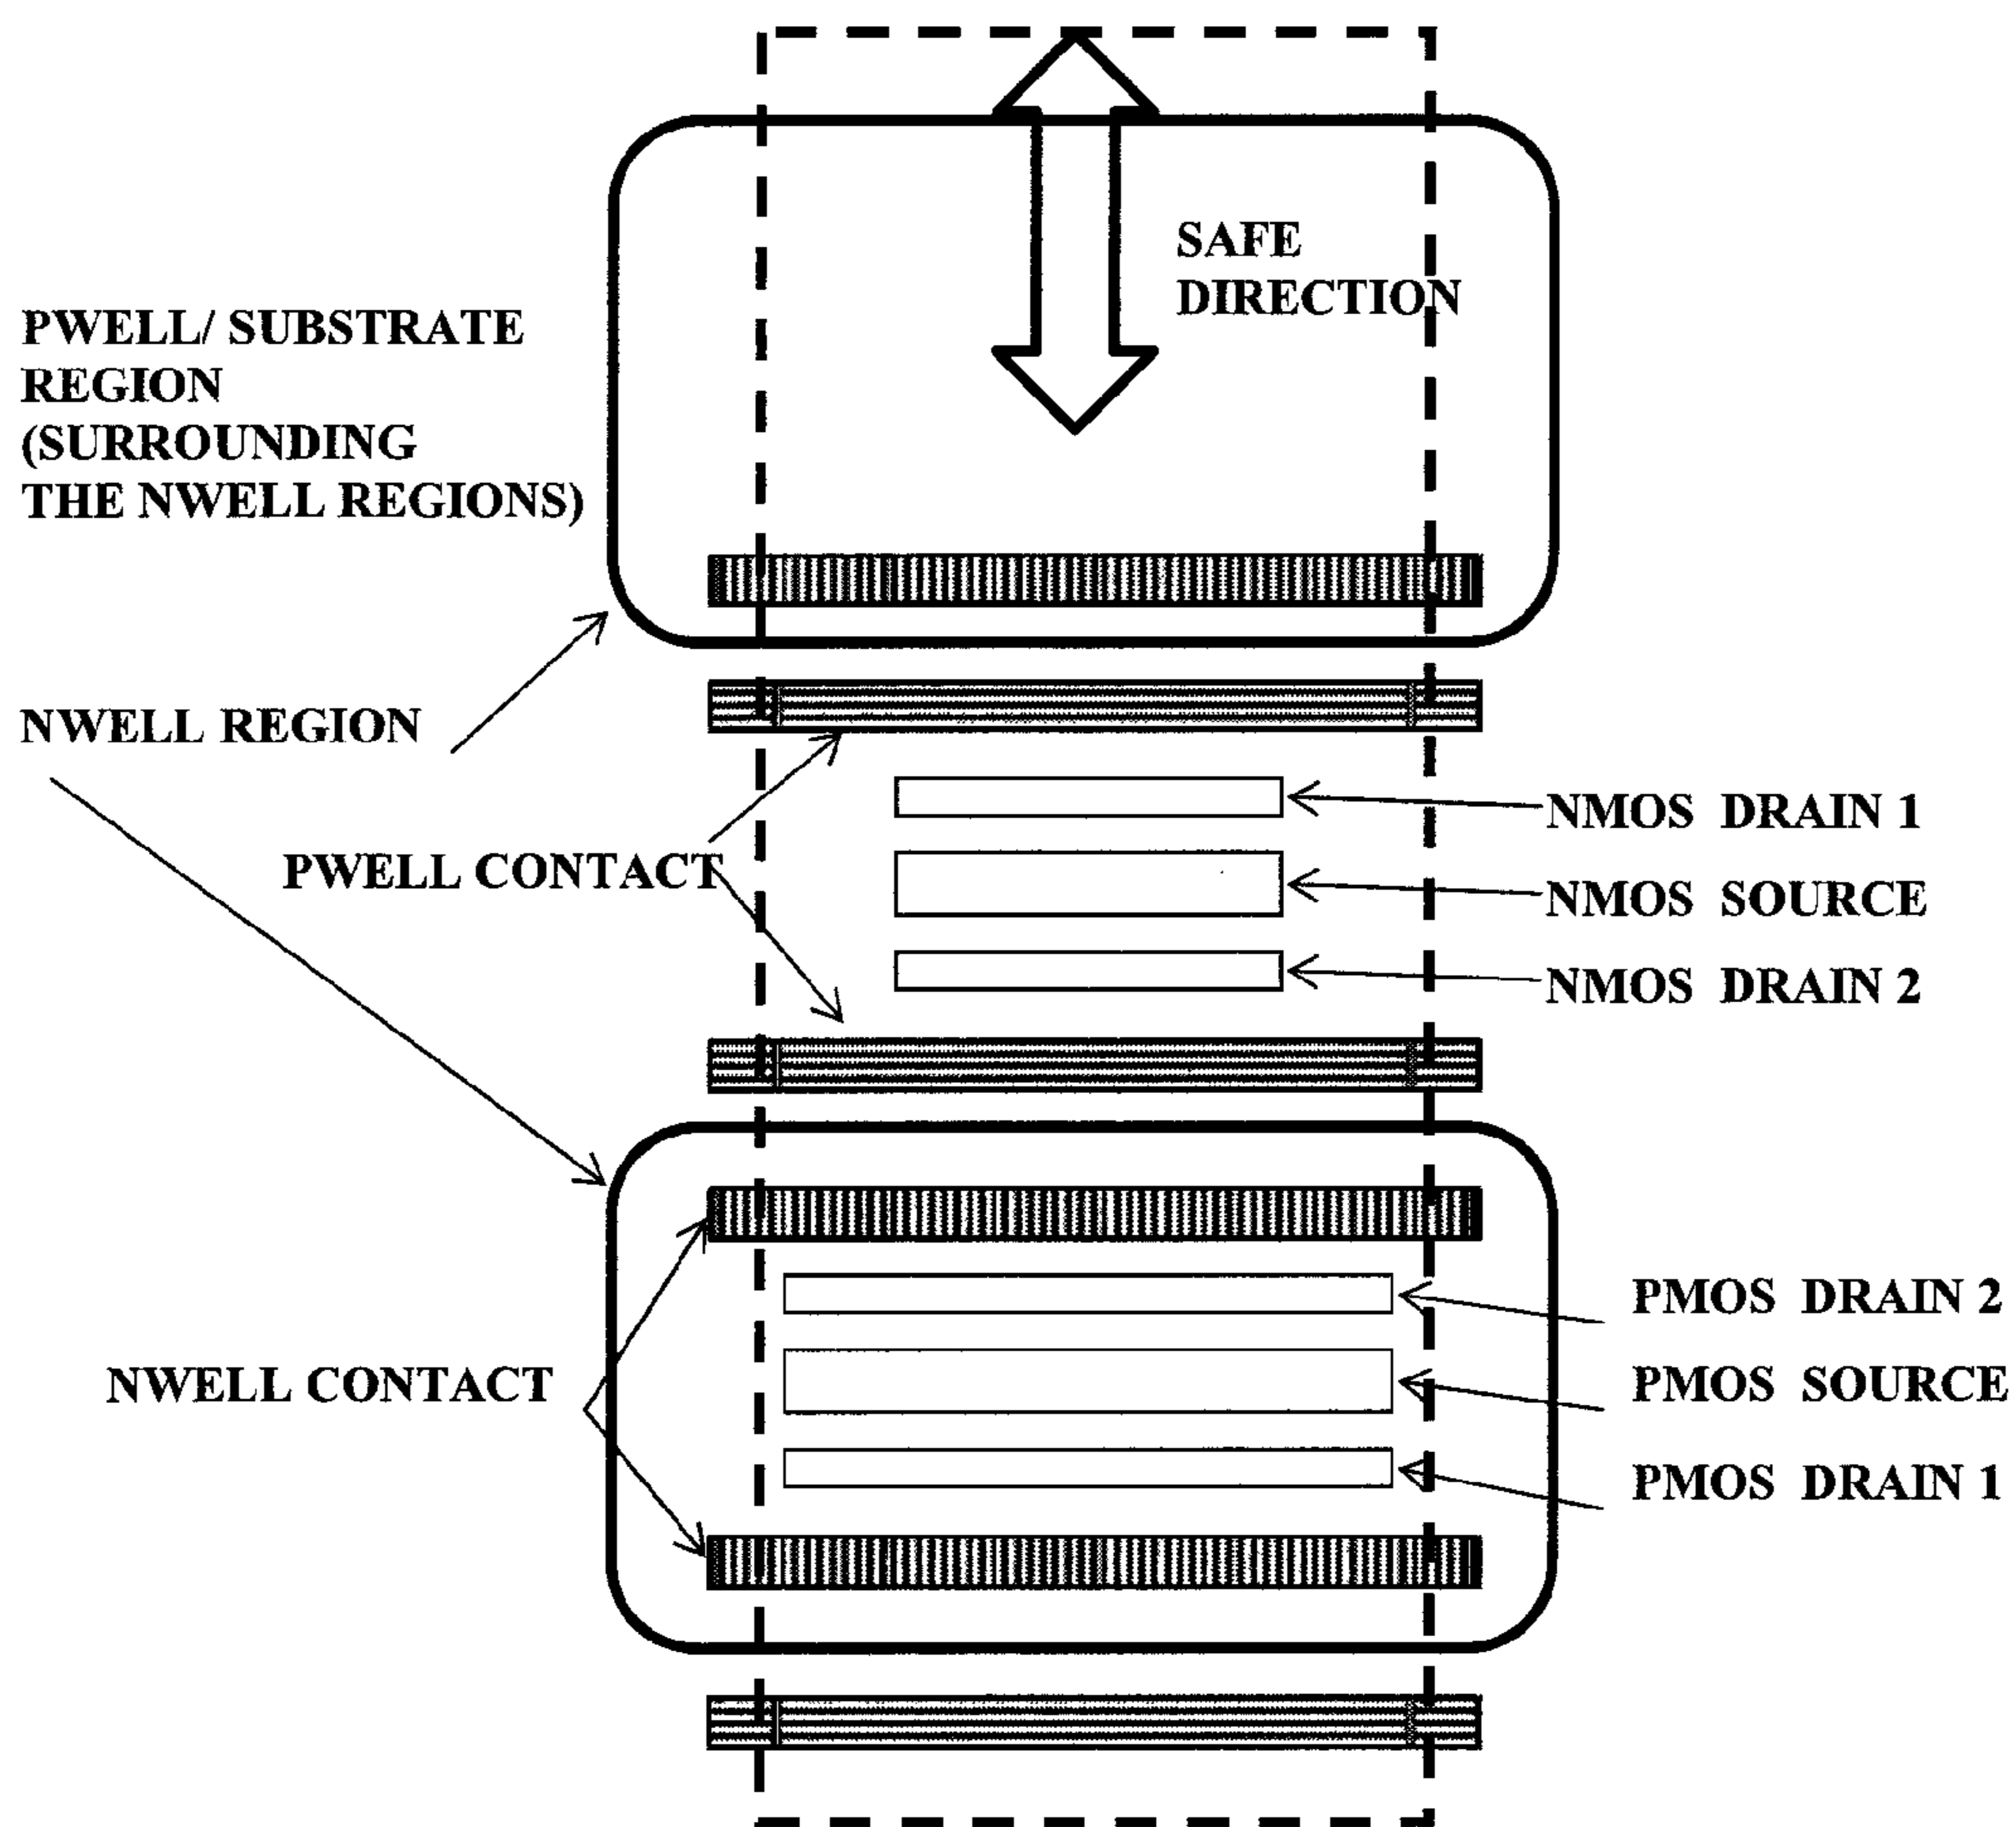 SAFE
DIRECTION
PWELL/ SUBSTRATE
REGION
(SURROUNDING
THE NWELL REGIONS)
NWELL REGION
PWELL CONTACT
NMOS DRAIN 1
NMOS SOURCE
NMOS DRAIN 2
NWELL CONTACT
PMOS DRAIN 2
PMOS SOURCE
PMOS DRAIN 1